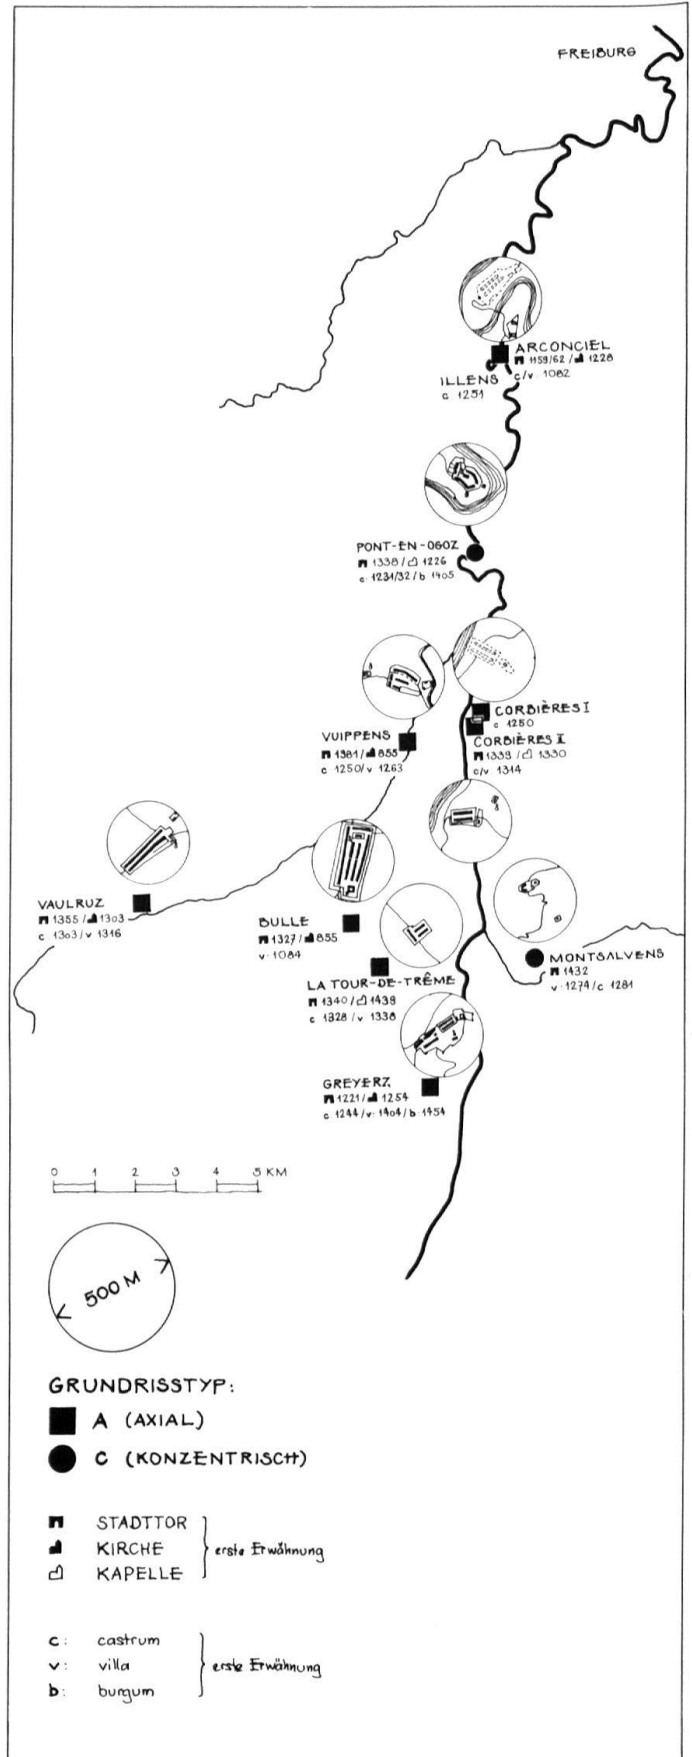 FREIBURG
ARCONCIEL
1159/62 / 1228
c/v 1082
ILLENS
c 1251
PONT-EN-OGOZ
1338 / 1226
c 1231/32 / b 1405
CORBIÈRES I
c 1250
CORBIÈRES II
1339 / 1330
c/v 1314
VUIPPENS
1381 / 855
c 1250 / v 1263
VAULRUZ
1355 / 1303
c 1303 / v 1316
BULLE
1327 / 855
v 1084
LA TOUR-DE-TRÊME
1340 / 1438
c 1328 / v 1338
MONTSALVENS
1432
v 1274 / c 1281
GREYERZ
1221 / 1254
c 1244 / v 1404 / b 1454
0 1 2 3 4 5 KM
500 M
GRUNDRISSTYP:
A (AXIAL)
C (KONZENTRISCH)
STADTTOR
KIRCHE
KAPELLE
erste Erwähnung
c: castrum
v: villa
b: burgum
erste Erwähnung